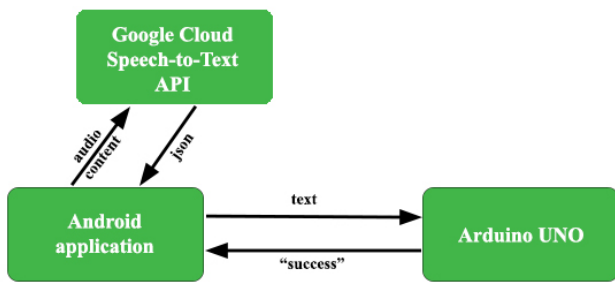 Google Cloud
Speech-to-Text
API
audio
content
json
Android
application
text
“success”
Arduino UNO